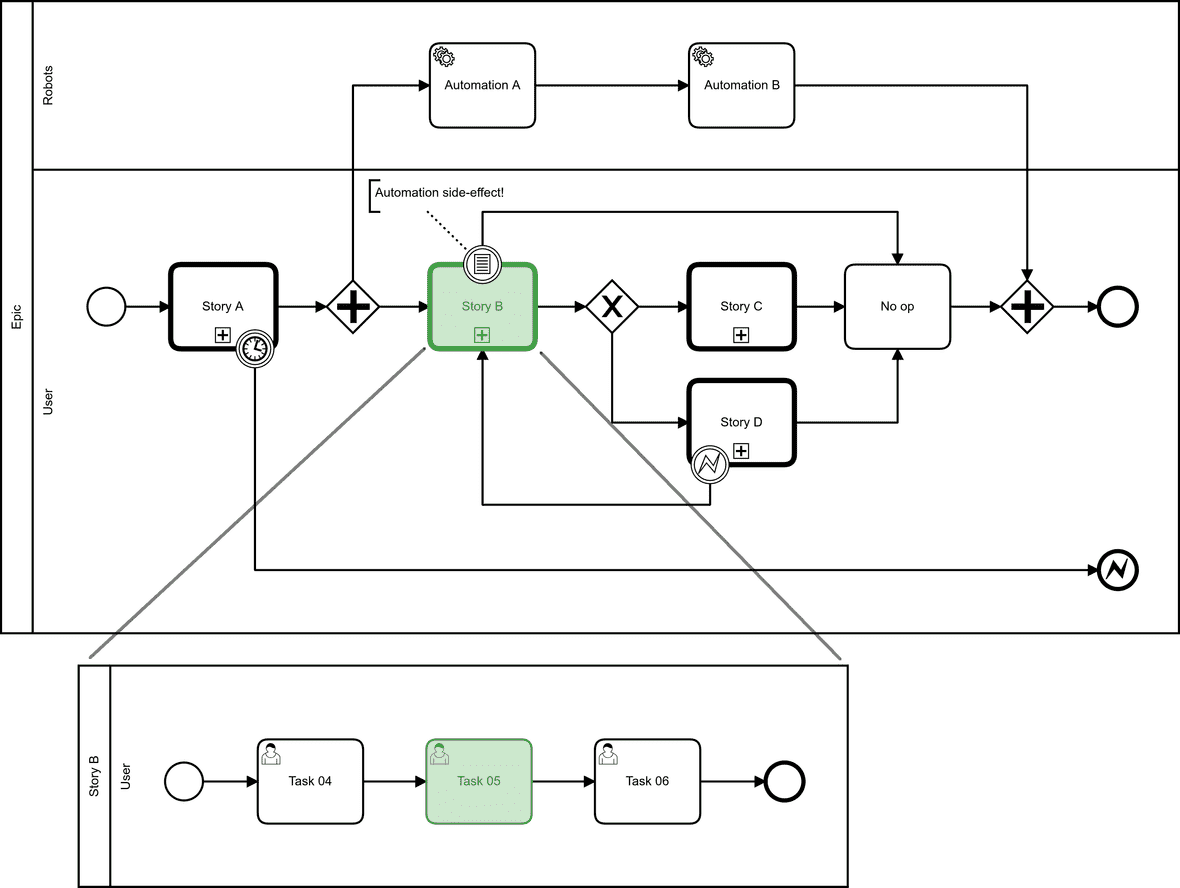 Robots
Automation A
Automation B
Epic
User
Automation side-effect!
Story A
Story B
X
Story C
No op
Story D
Story B
User
Task 04
Task 05
Task 06